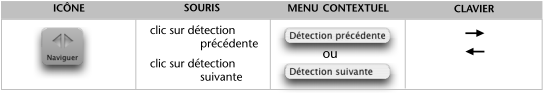 ICÔNE SOURIS MENU CONTEXTUEL CLAVIER
Naviguer
clic sur détection
précédente
clic sur détection
suivante
Détection précédente
ou
Détection suivante
→
←